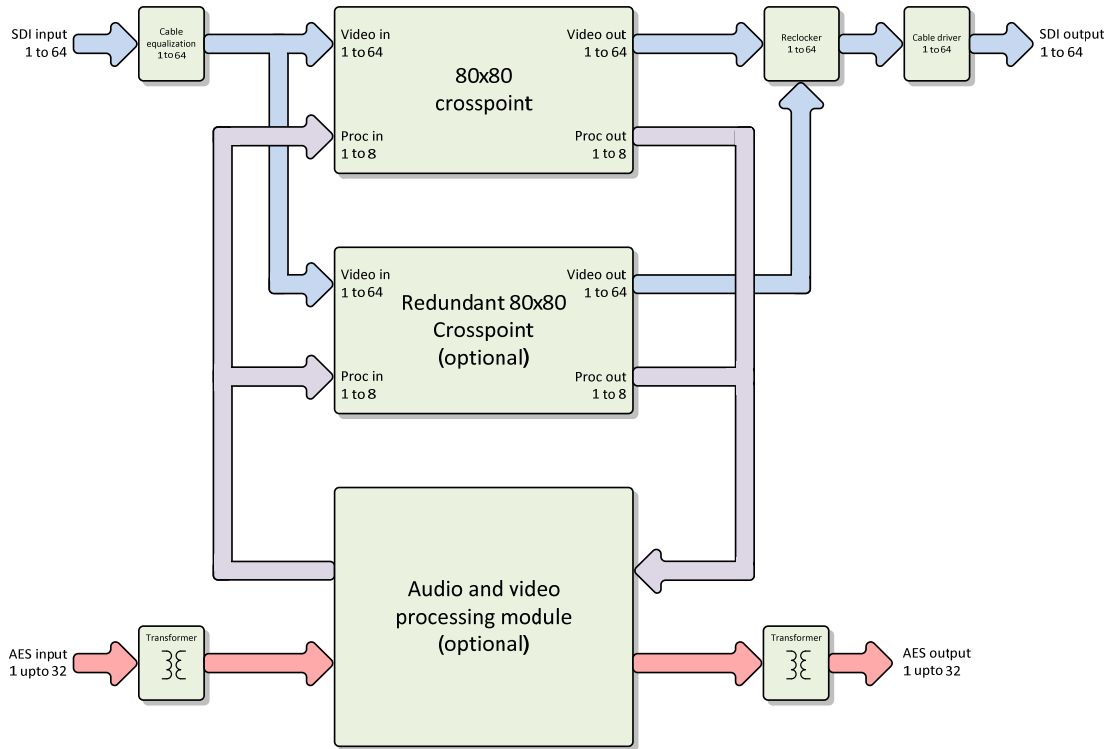 SDI input
1 to 64
Cable
equalization
1 to 64
Video in
1 to 64
Video out
1 to 64
80x80
crosspoint
Proc in
1 to 8
Proc out
1 to 8
Reclocker
1 to 64
Cable driver
1 to 64
SDI output
1 to 64
Video in
1 to 64
Video out
1 to 64
Redundant 80x80
Crosspoint
(optional)
Proc in
1 to 8
Proc out
1 to 8
Audio and video
processing module
(optional)
AES input
1 upto 32
Transformer
Transformer
AES output
1 upto 32